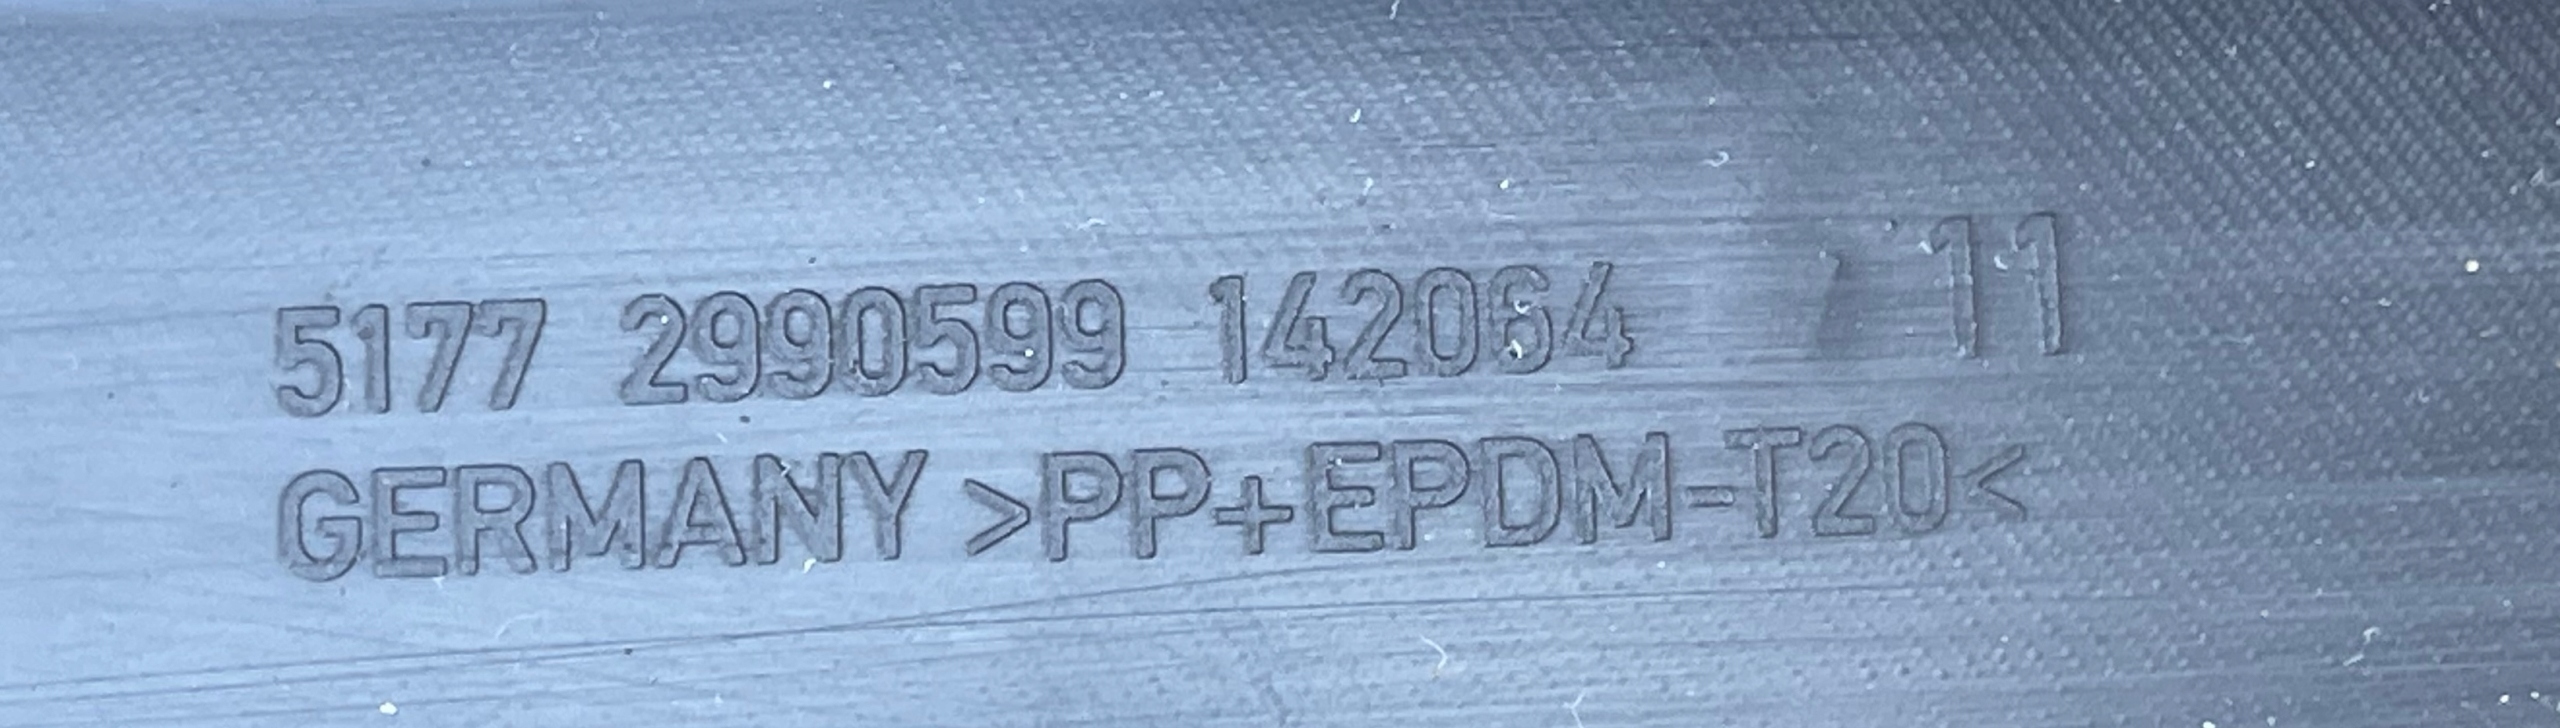 5177 2990599 142064 / 11
GERMANY >PP+EPDM-T20<